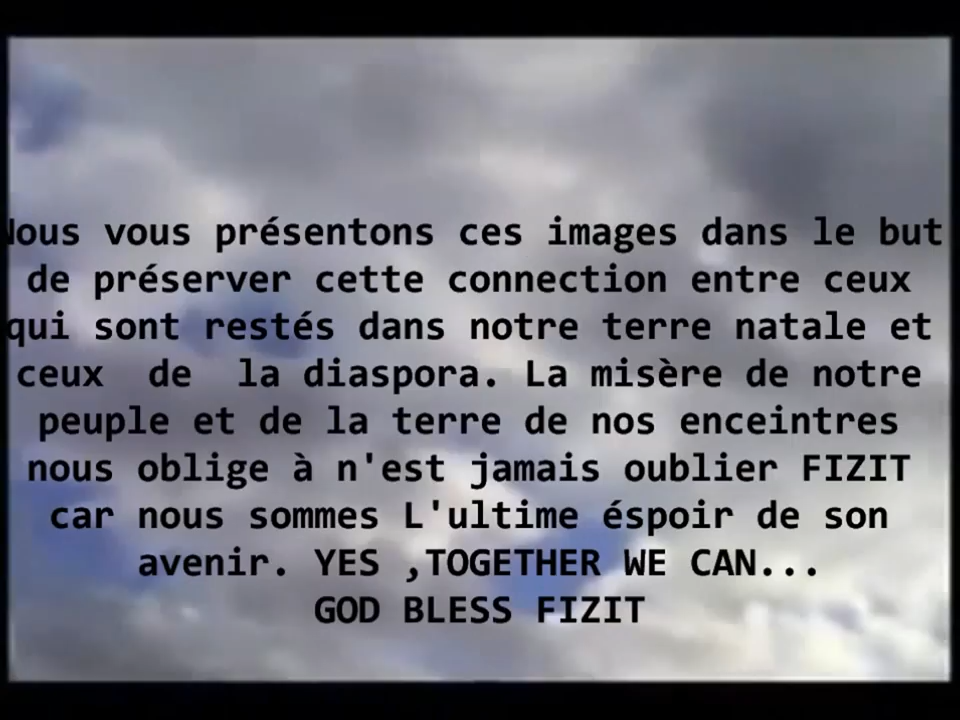 Nous vous présentons ces images dans le but
de préserver cette connection entre ceux
qui sont restés dans notre terre natale et
ceux  de  la diaspora. La misère de notre
peuple et de la terre de nos enceintres
nous oblige à n'est jamais oublier FIZIT
car nous sommes L'ultime éspoir de son
avenir. YES ,TOGETHER WE CAN...
GOD BLESS FIZIT